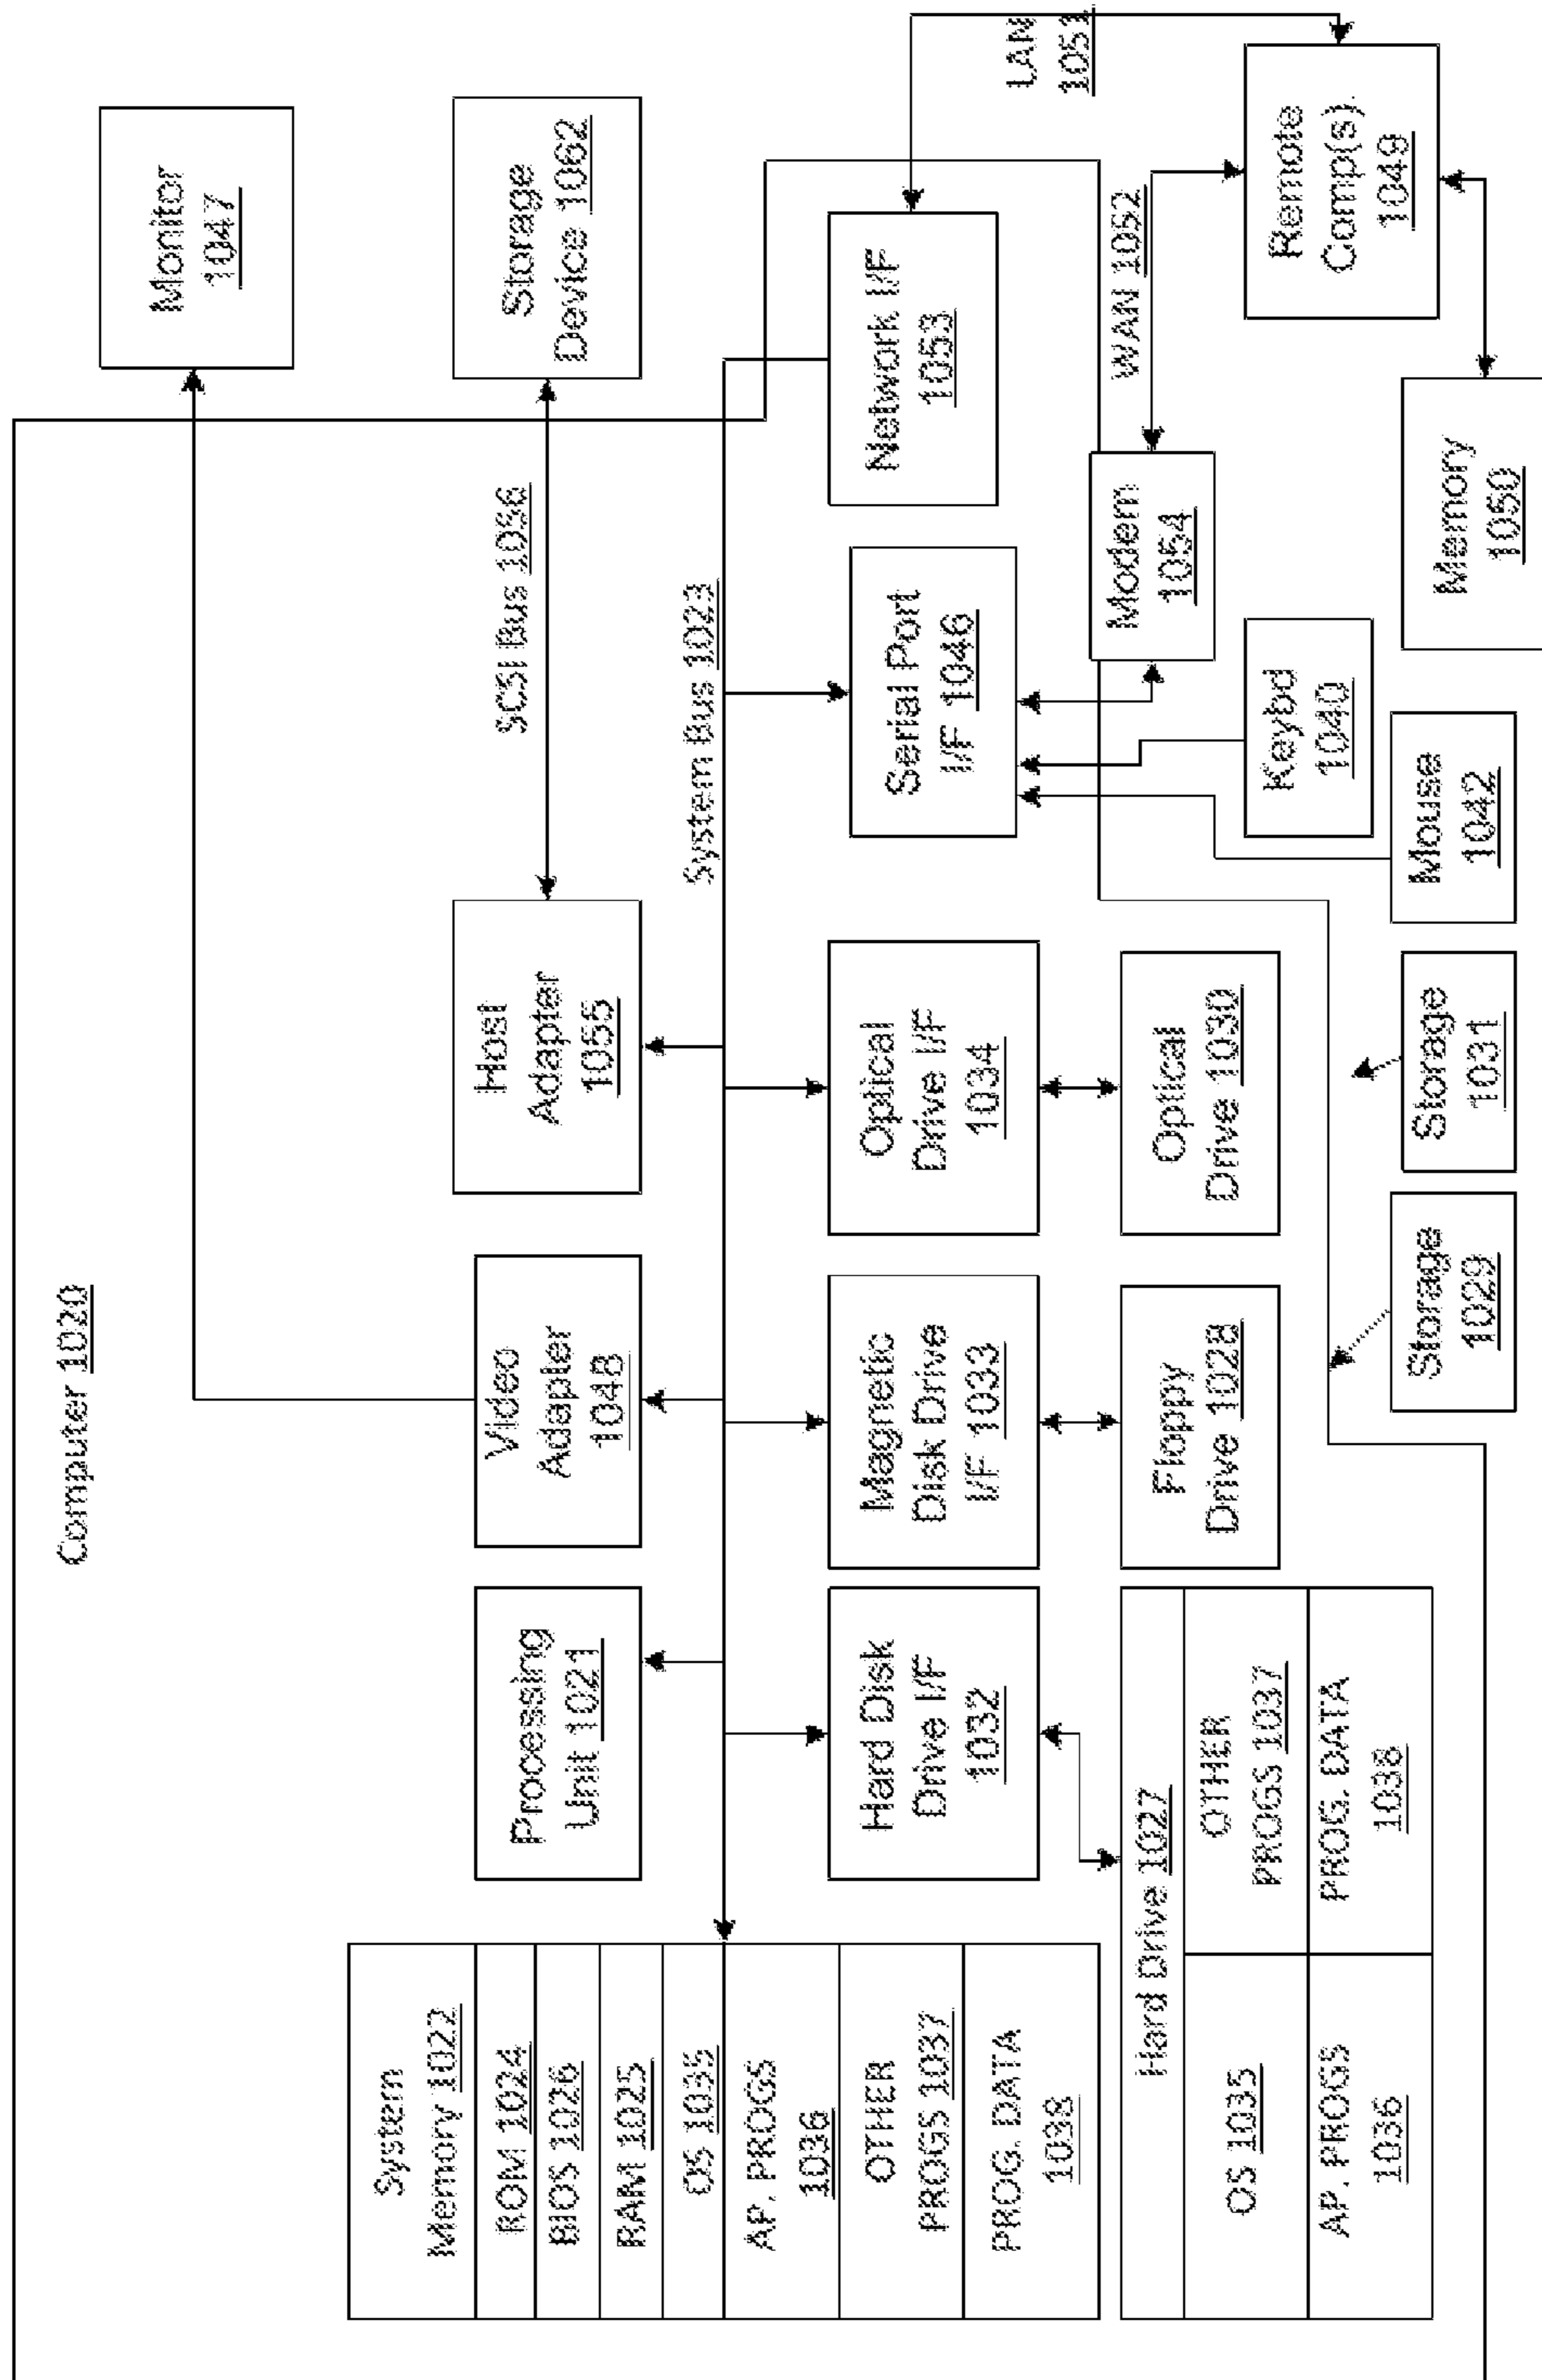 Computer 1020
Monitor
1047
Storage
Device 1062
SCSI Bus 1056
System Bus 1023
Host
Adapter
1055
Video
Adapter
1048
Processing
Unit 1021
System
Memory 1022
ROM 1024
BIOS 1026
RAM 1025
OS 1035
AP. PROGS
1036
OTHER
PROGS 1037
PROG. DATA
1038
Hard Disk
Drive I/F
1032
Magnetic
Disk Drive
I/F 1033
Optical
Drive I/F
1034
Serial Port
I/F 1046
Network I/F
1053
LAN
1051
WAN 1052
Hard Drive 1027
OS 1035
OTHER
PROGS 1037
AP. PROGS
1036
PROG. DATA
1038
Floppy
Drive 1028
Optical
Drive 1030
Modem
1054
Keybd
1040
Mouse
1042
Storage
1029
Storage
1031
Remote
Comp(s).
1049
Memory
1050